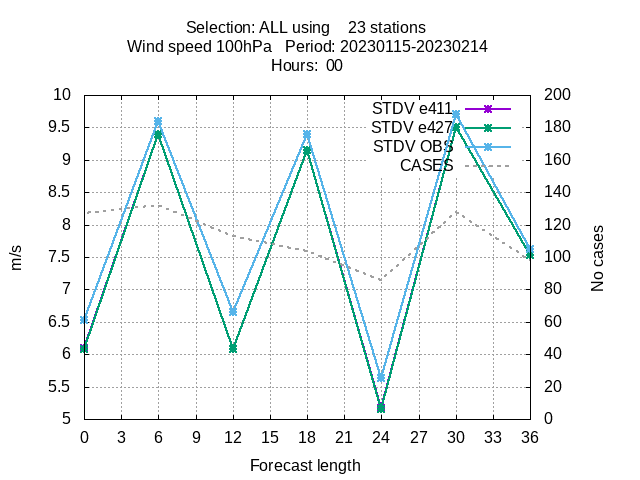 Selection: ALL using    23 stations
Wind speed 100hPa   Period: 20230115-20230214
Hours:  00
STDV e411
STDV e427
STDV OBS
CASES
10
9.5
9
8.5
8
7.5
7
6.5
6
5.5
5
m/s
200
180
160
140
120
100
80
60
40
20
0
No cases
0 3 6 9 12 15 18 21 24 27 30 33 36
Forecast length